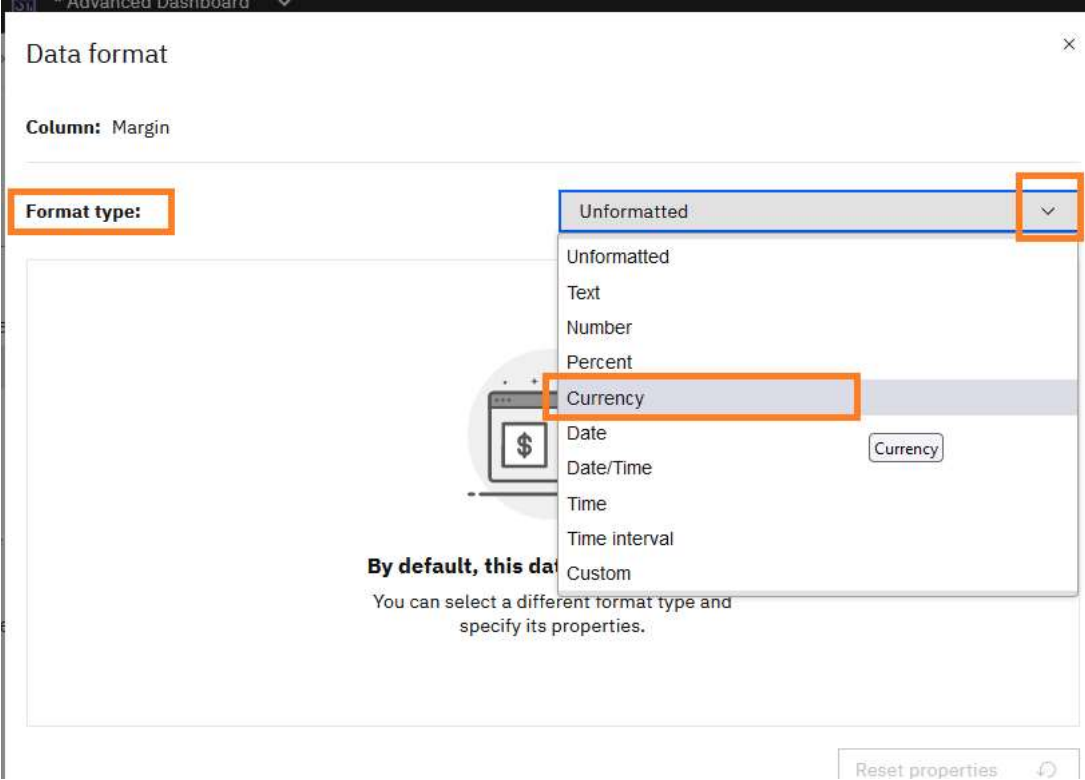 * Advanced Dashboard
Data format
Column: Margin
Format type:
Unformatted
Unformatted
Text
Number
Percent
Currency
Date
Currency
Date/Time
Time
Time interval
Custom
$
By default, this dat
You can select a different format type and
specify its properties.
Reset properties